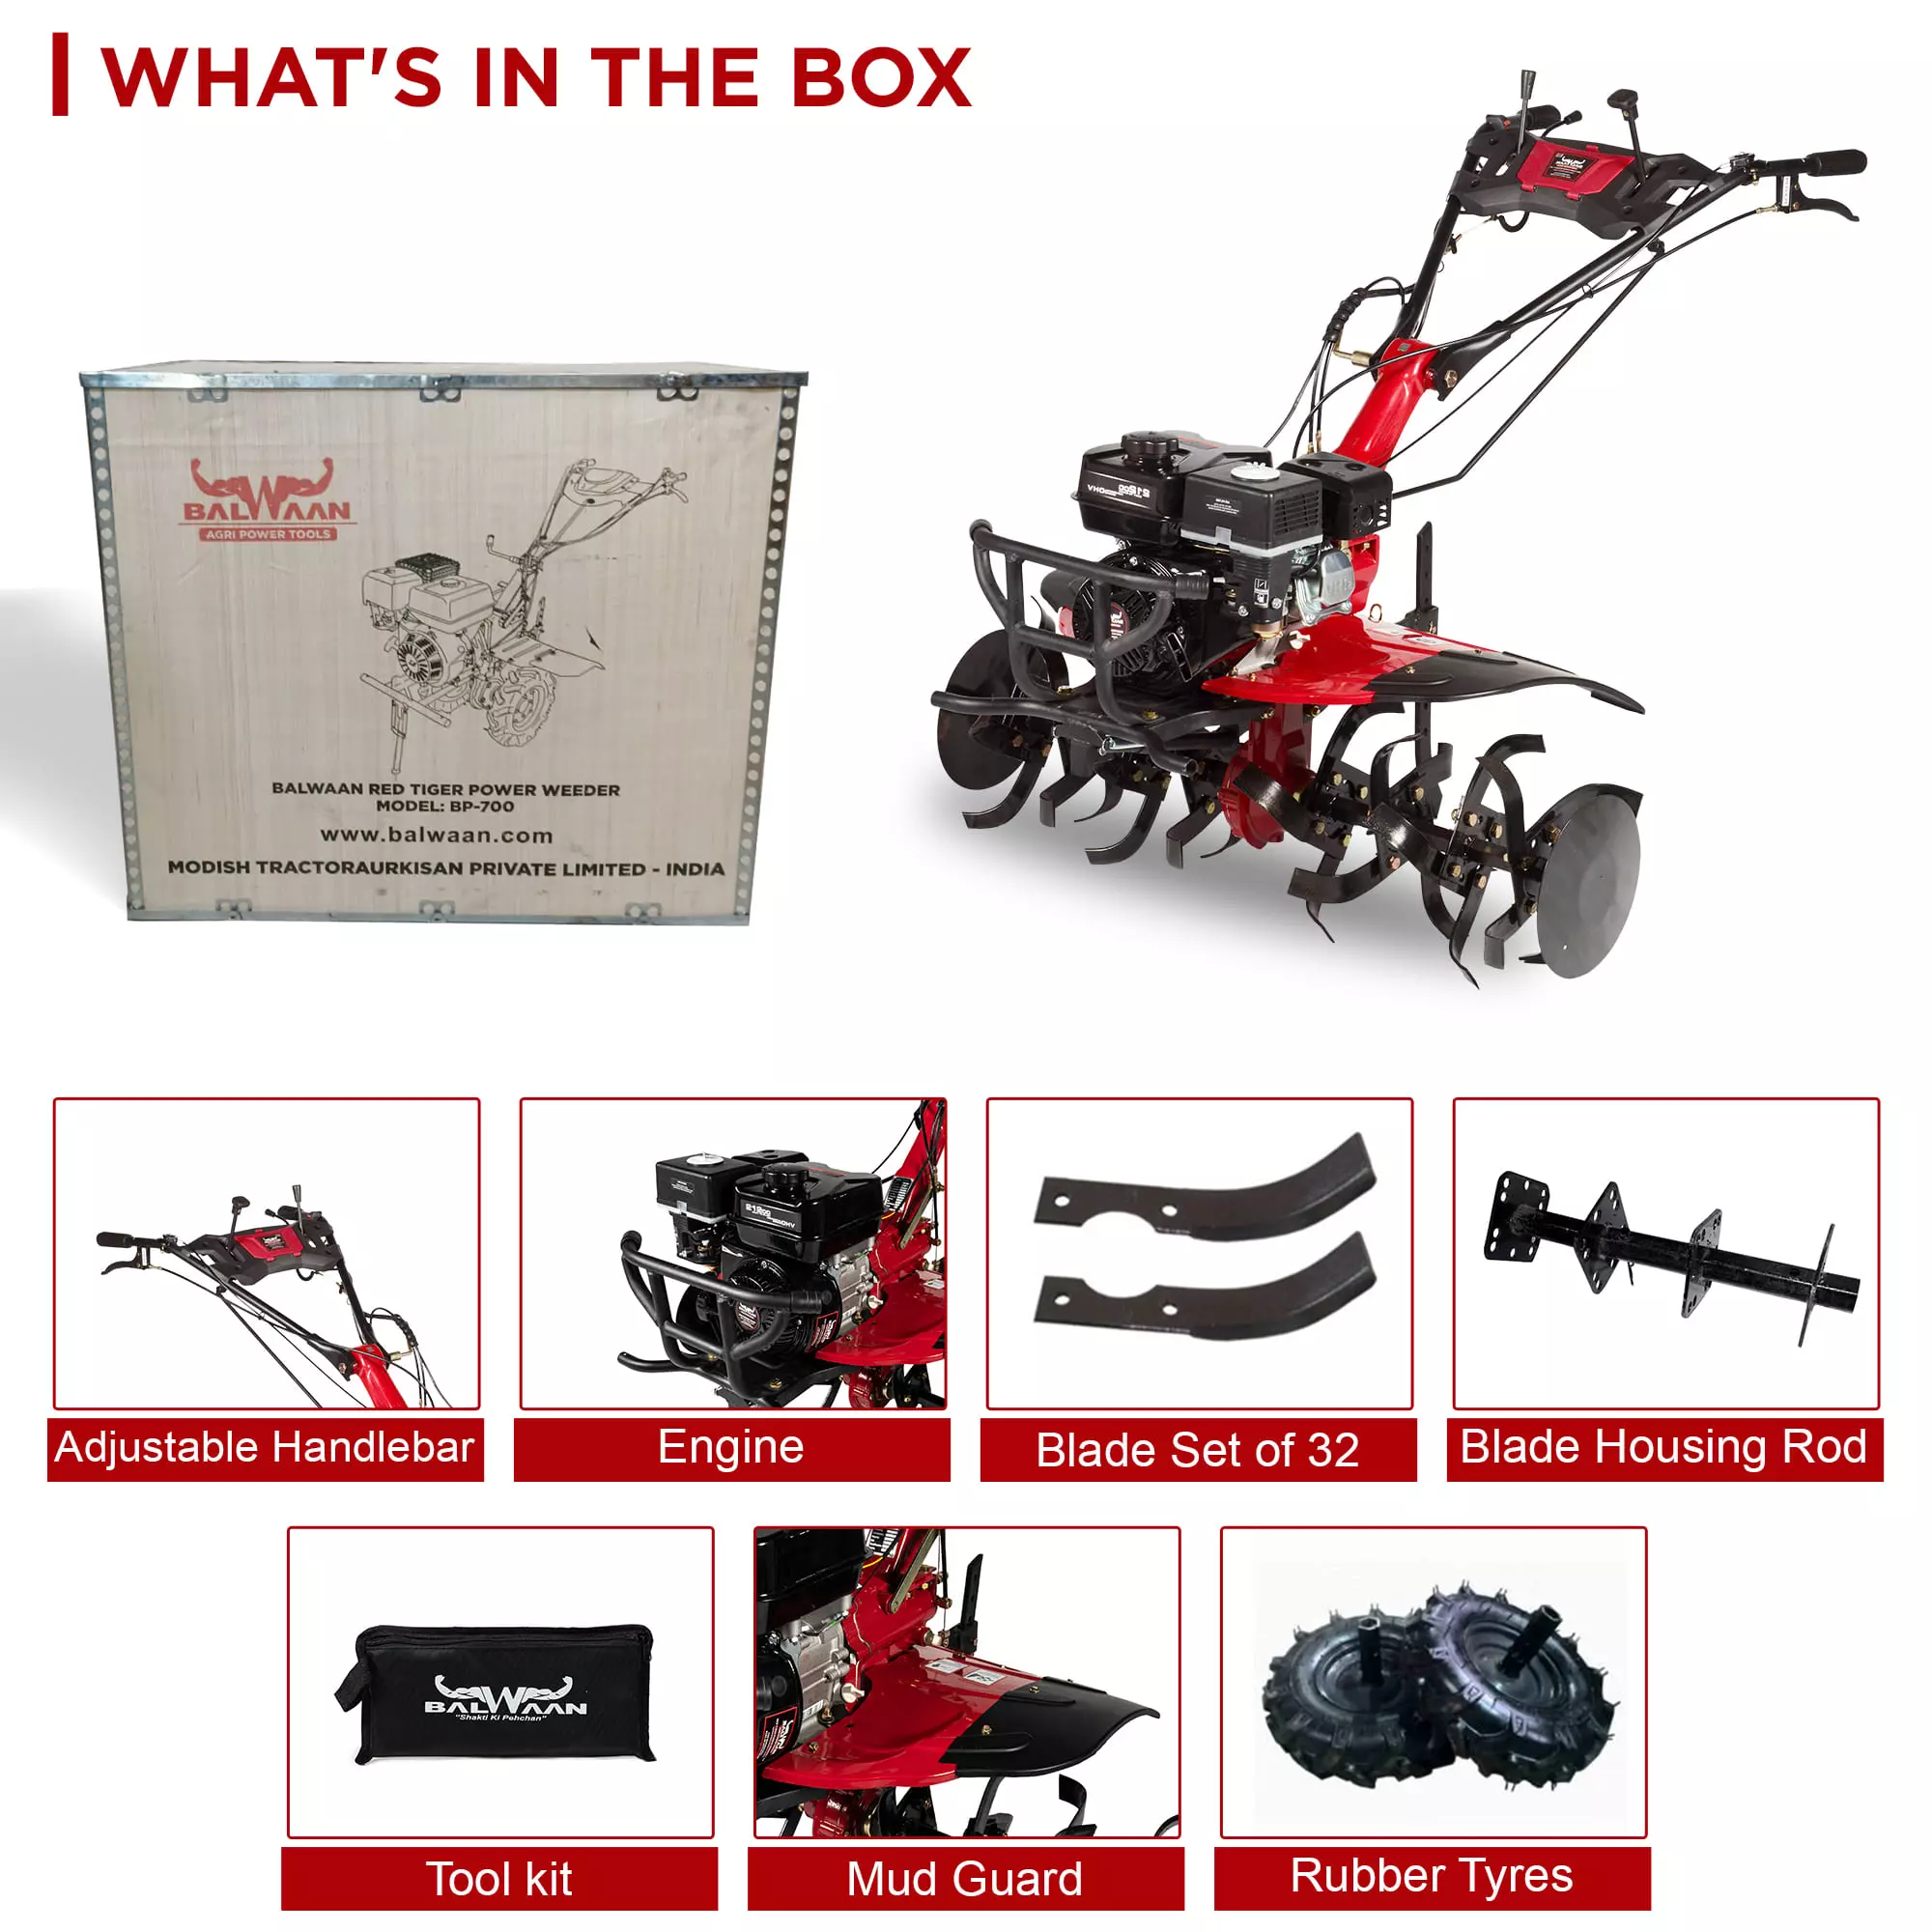 WHAT'S IN THE BOX
BALWAAN
AGRI POWER TOOLS
BALWAAN RED TIGER POWER WEEDER
MODEL: BP-700
www.balwaan.com
MODISH TRACTORAURKISAN PRIVATE LIMITED - INDIA
Adjustable Handlebar
Engine
Blade Set of 32
Blade Housing Rod
BALWAAN
"Shakti Ki Pehchan"
Tool kit
Mud Guard
Rubber Tyres